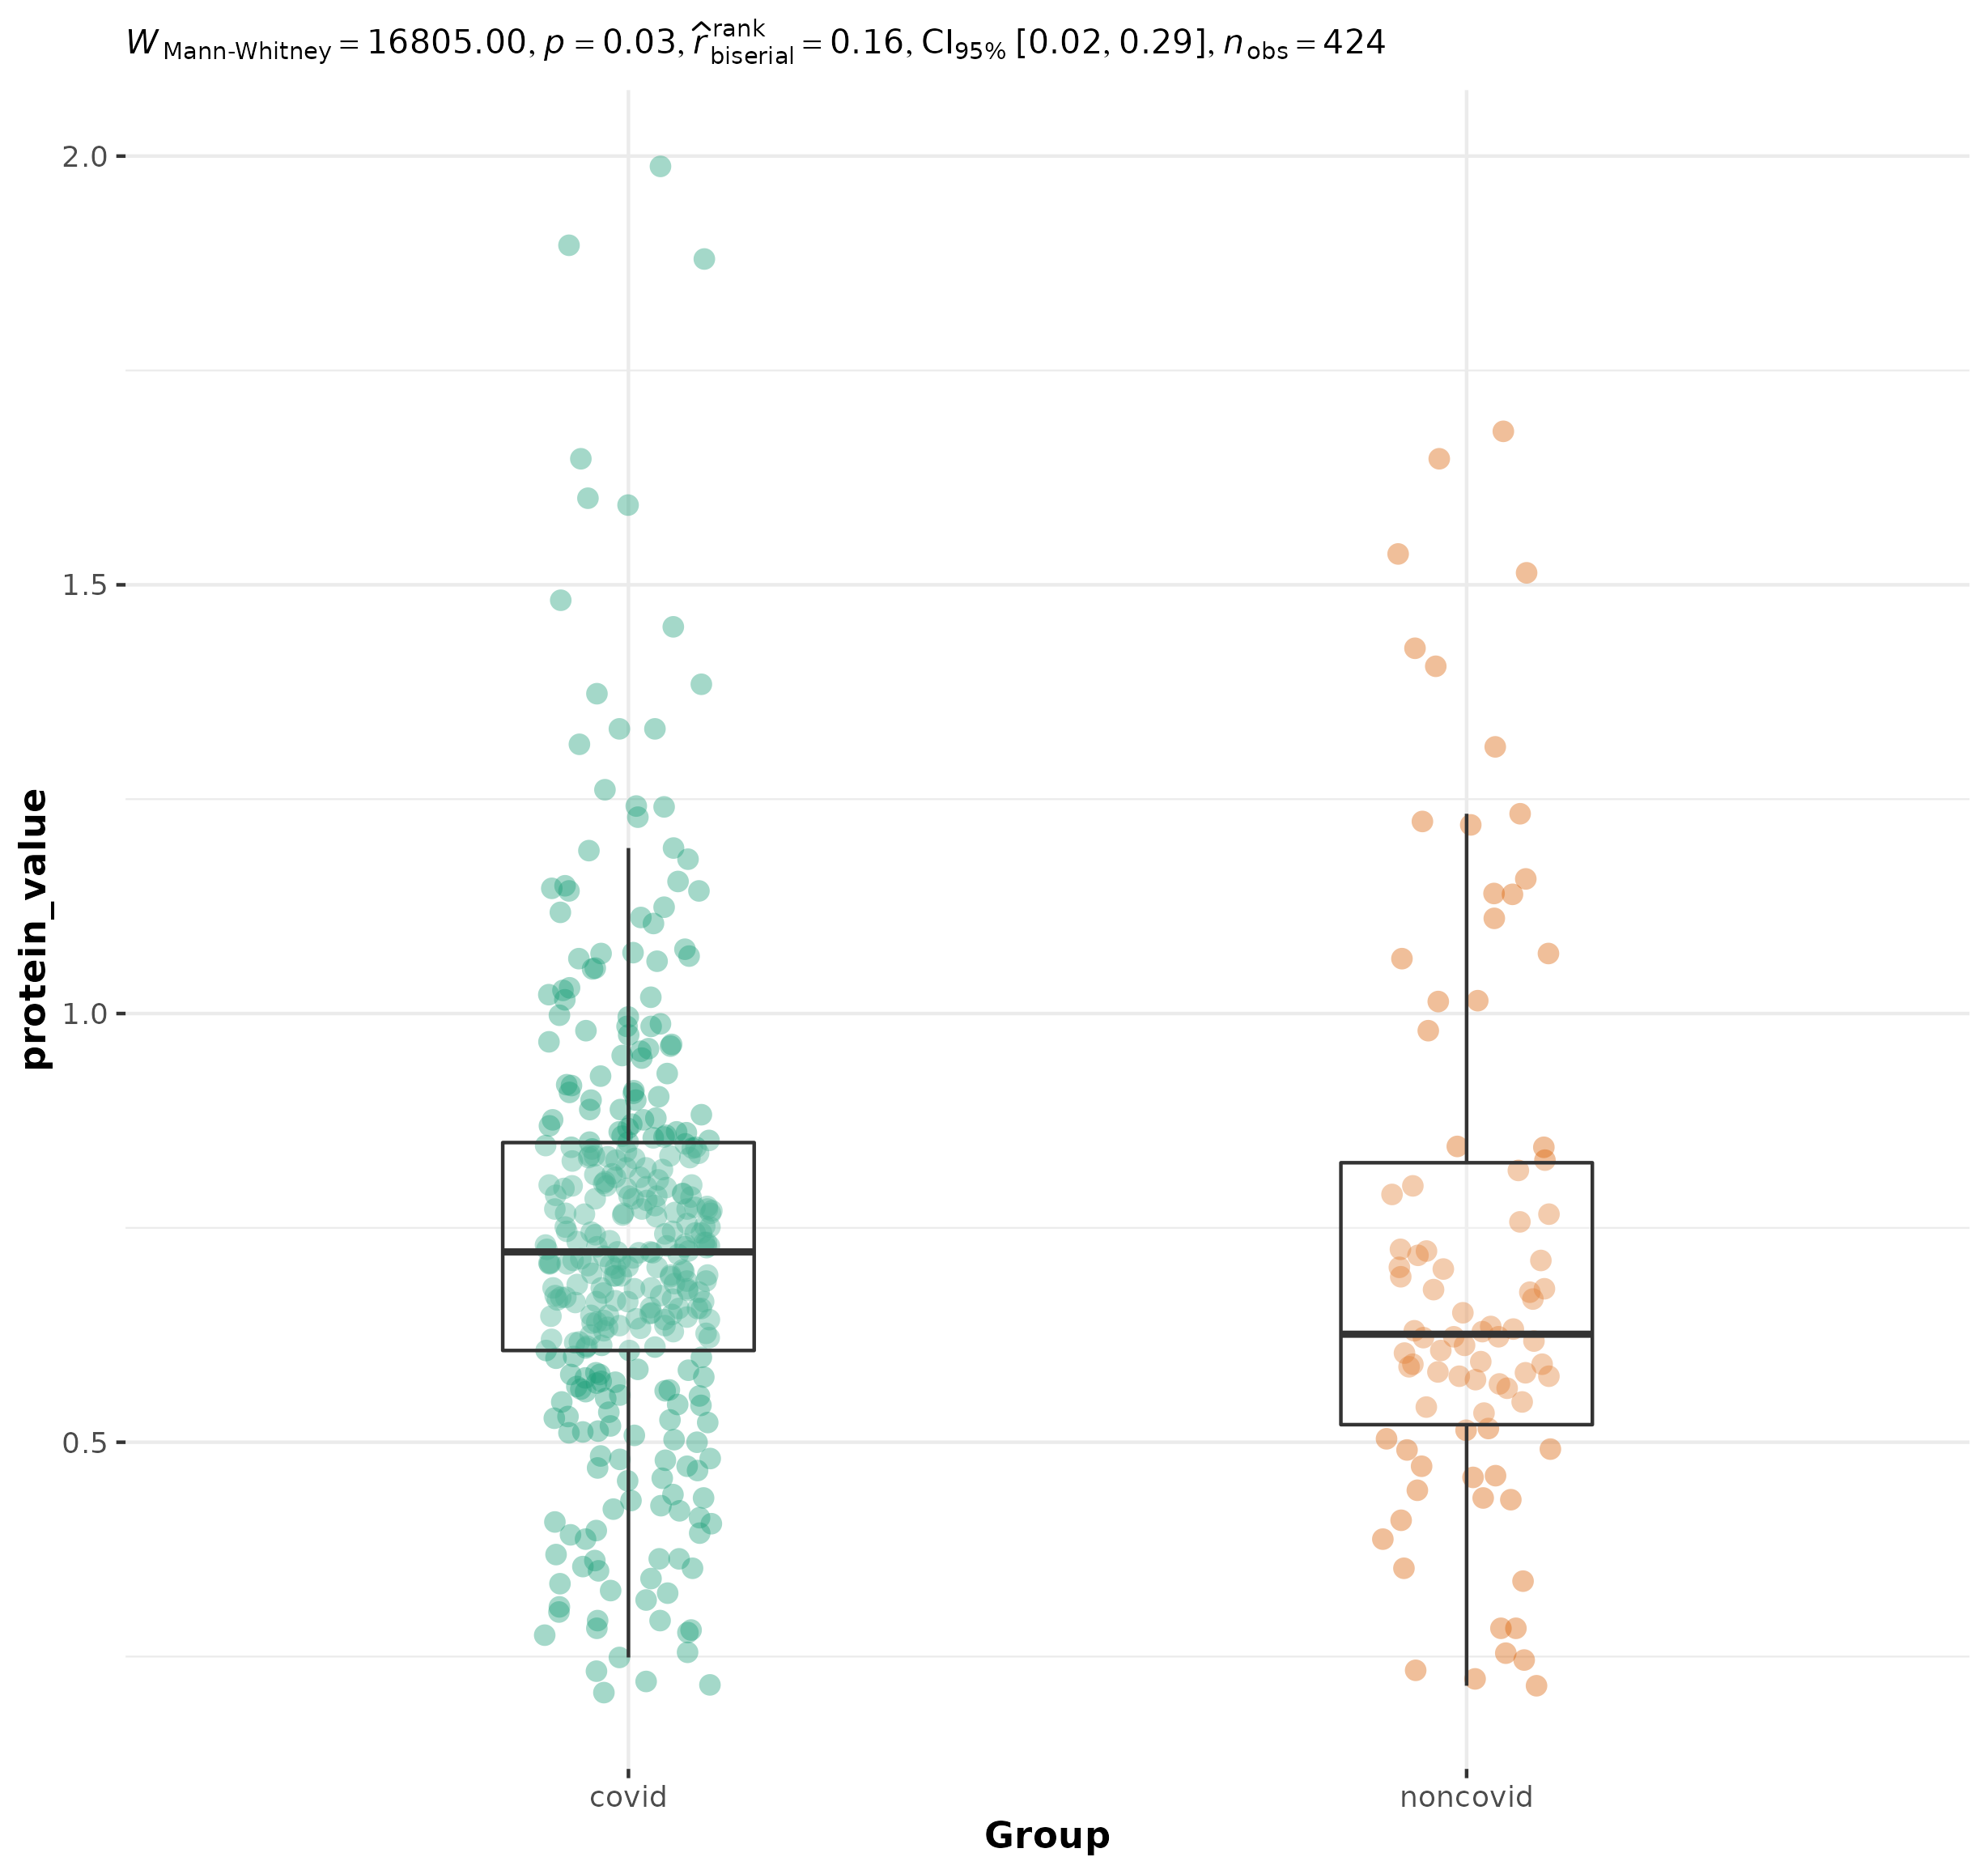 W Mann-Whitney = 16805.00, p = 0.03, r̂ rank biserial = 0.16, CI95% [0.02, 0.29], nobs = 424
2.0
1.5
1.0
0.5
protein_value
covid noncovid
Group